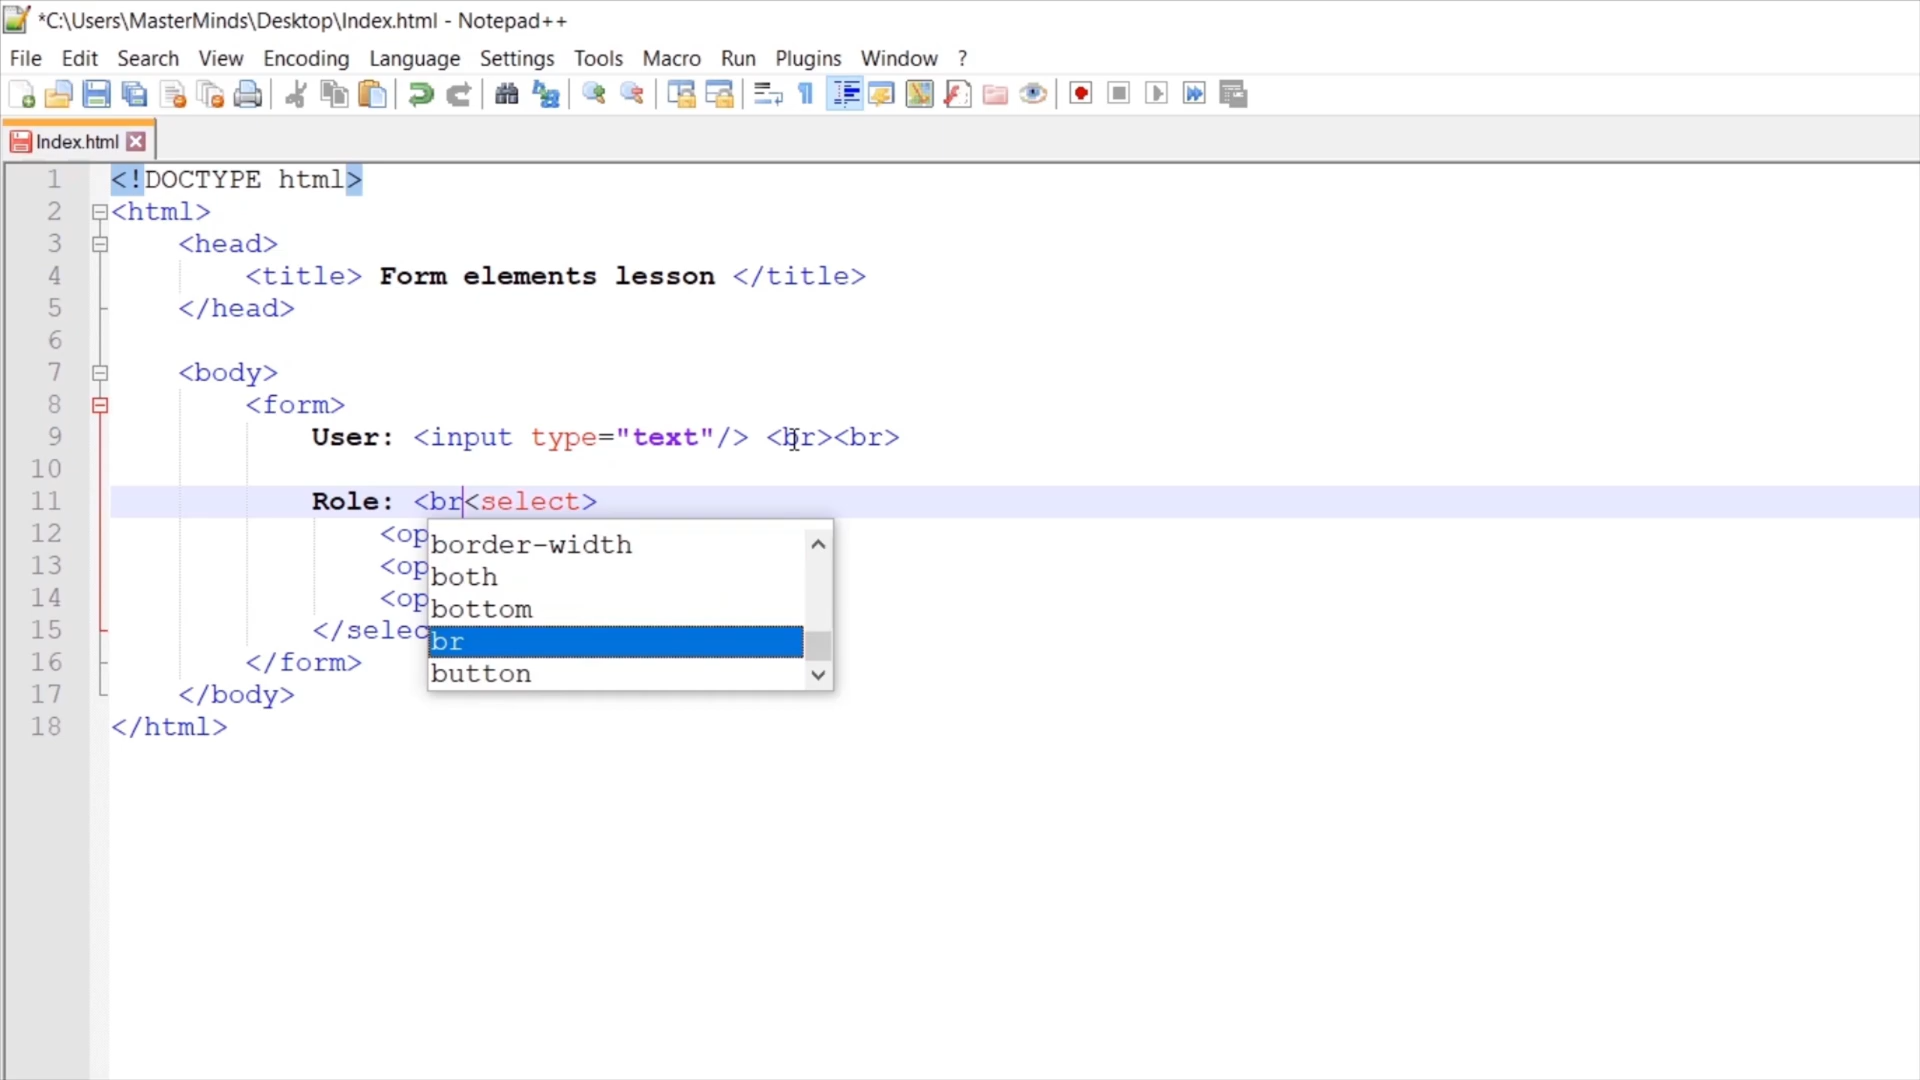 *C:\Users\MasterMinds\Desktop\Index.html - Notepad++
File Edit Search View Encoding Language Settings Tools Macro Run Plugins Window ?
Index.html
1 <!DOCTYPE html>
2 <html>
3 <head>
4 <title> Form elements lesson </title>
5 </head>
6
7 <body>
8 <form>
9 User: <input type="text"/> <br><br>
10
11 Role: <br<select>
12 <op
border-width
13 <op
both
14 <op
bottom
15 </selec
br
16 </form>
button
17 </body>
18 </html>